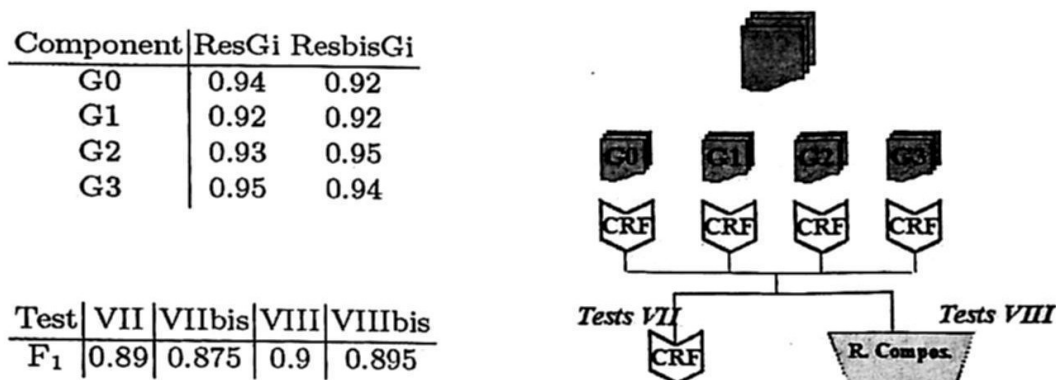 Component ResGi ResbisGi
G0 0.94 0.92
G1 0.92 0.92
G2 0.93 0.95
G3 0.95 0.94
Test VII VIIbis VIII VIIIbis
F1 0.89 0.875 0.9 0.895
G0 G1 G2 G3
CRF CRF CRF CRF
Tests VII Tests VIII
CRF R. Compos.